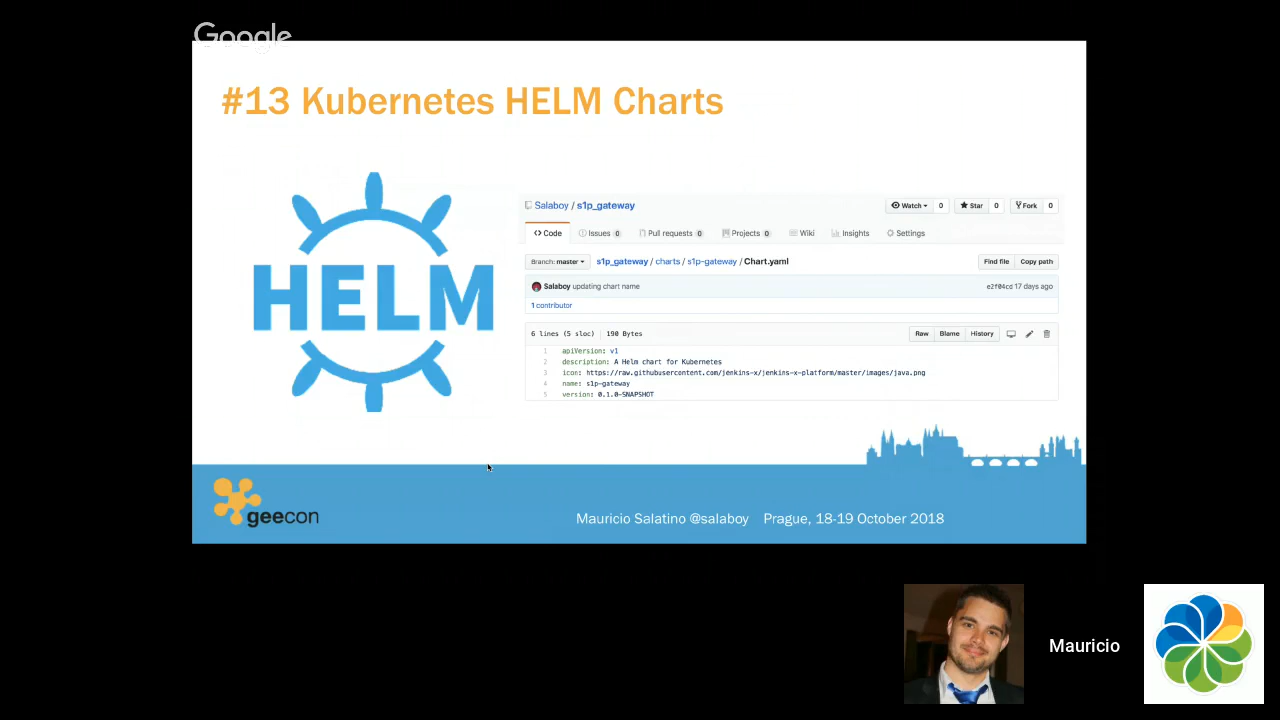 Google
#13 Kubernetes HELM Charts
HELM
Salaboy / s1p_gateway
Watch 0 Star 0 Fork 0
Code Issues 0 Pull requests 0 Projects 0 Wiki Insights Settings
Branch: master s1p_gateway / charts / s1p-gateway / Chart.yaml Find file Copy path
Salaboy updating chart name e2f04cd 17 days ago
1 contributor
6 lines (5 sloc) | 190 Bytes Raw Blame History
1 apiVersion: v1
2 description: A Helm chart for Kubernetes
3 icon: https://raw.githubusercontent.com/jenkins-x/jenkins-x-platform/master/images/java.png
4 name: s1p-gateway
5 version: 0.1.0-SNAPSHOT
geecon
Mauricio Salatino @salaboy Prague, 18-19 October 2018
Mauricio